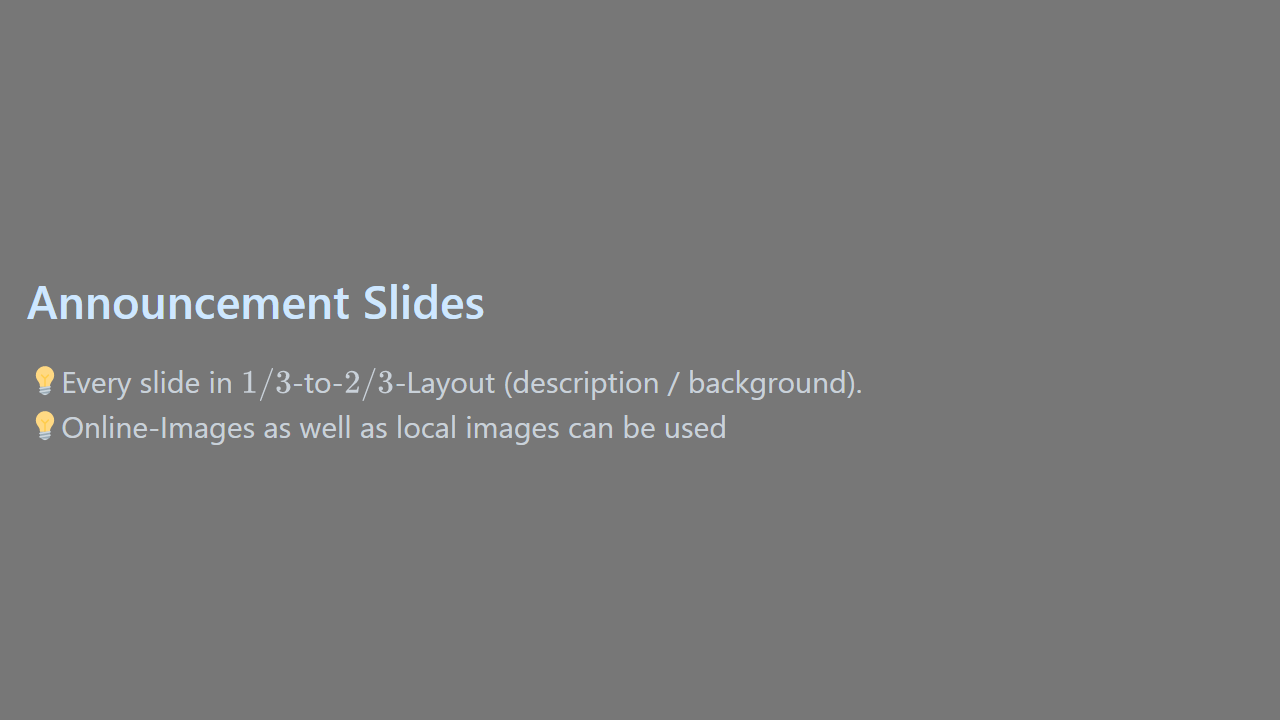 Announcement Slides
💡Every slide in 1/3-to-2/3-Layout (description / background).
💡Online-Images as well as local images can be used